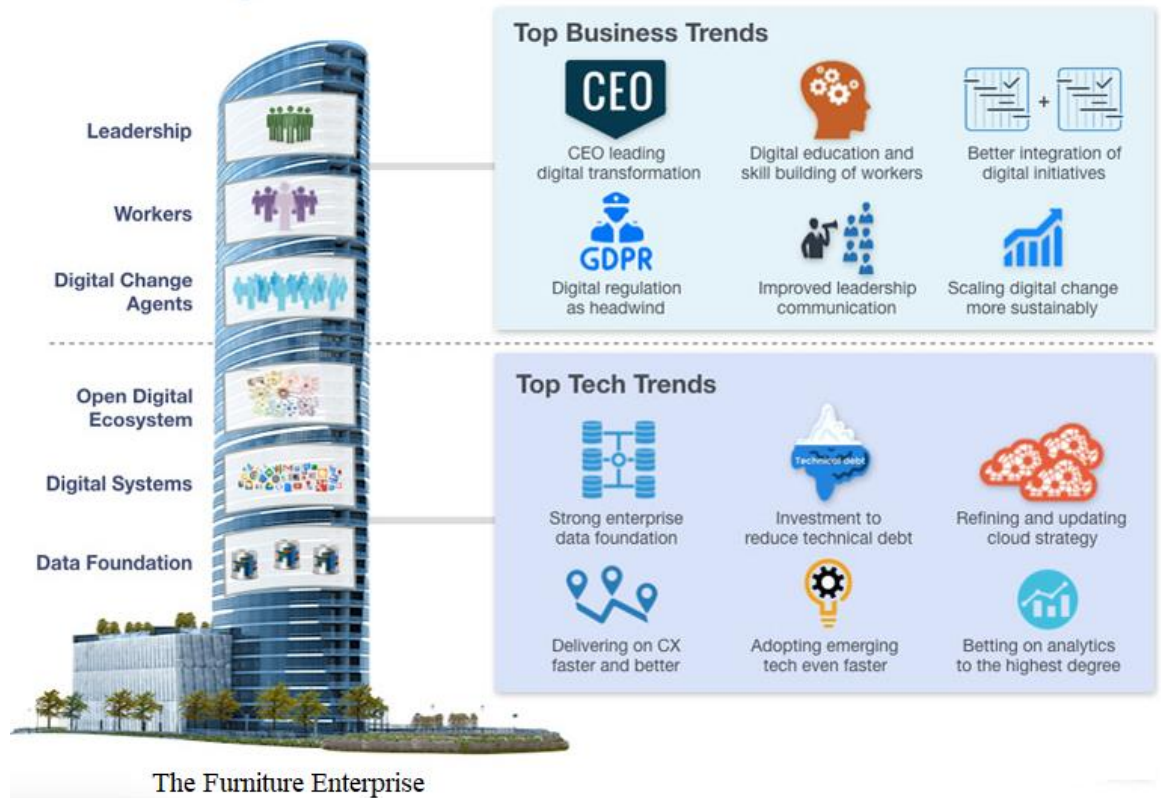 Leadership
Workers
Digital Change
Agents
Open Digital
Ecosystem
Digital Systems
Data Foundation
Top Business Trends
CEO
CEO leading
digital transformation
Digital education and
skill building of workers
+
Better integration of
digital initiatives
GDPR
Digital regulation
as headwind
Improved leadership
communication
Scaling digital change
more sustainably
Top Tech Trends
Strong enterprise
data foundation
Technical debt
Investment to
reduce technical debt
Refining and updating
cloud strategy
Delivering on CX
faster and better
Adopting emerging
tech even faster
Betting on analytics
to the highest degree
The Furniture Enterprise